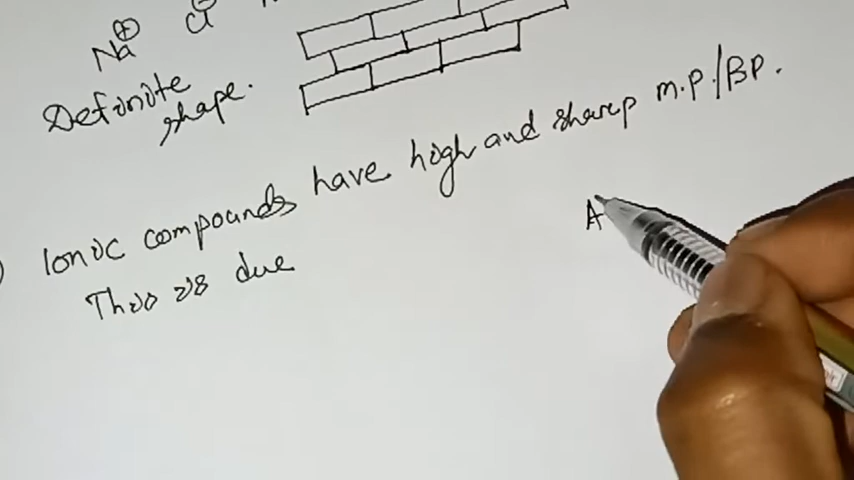 Na⊕ Cl⊖
Definite
shape.
) Ionic compounds have high and sharp m.p./B.P.
This is due
A